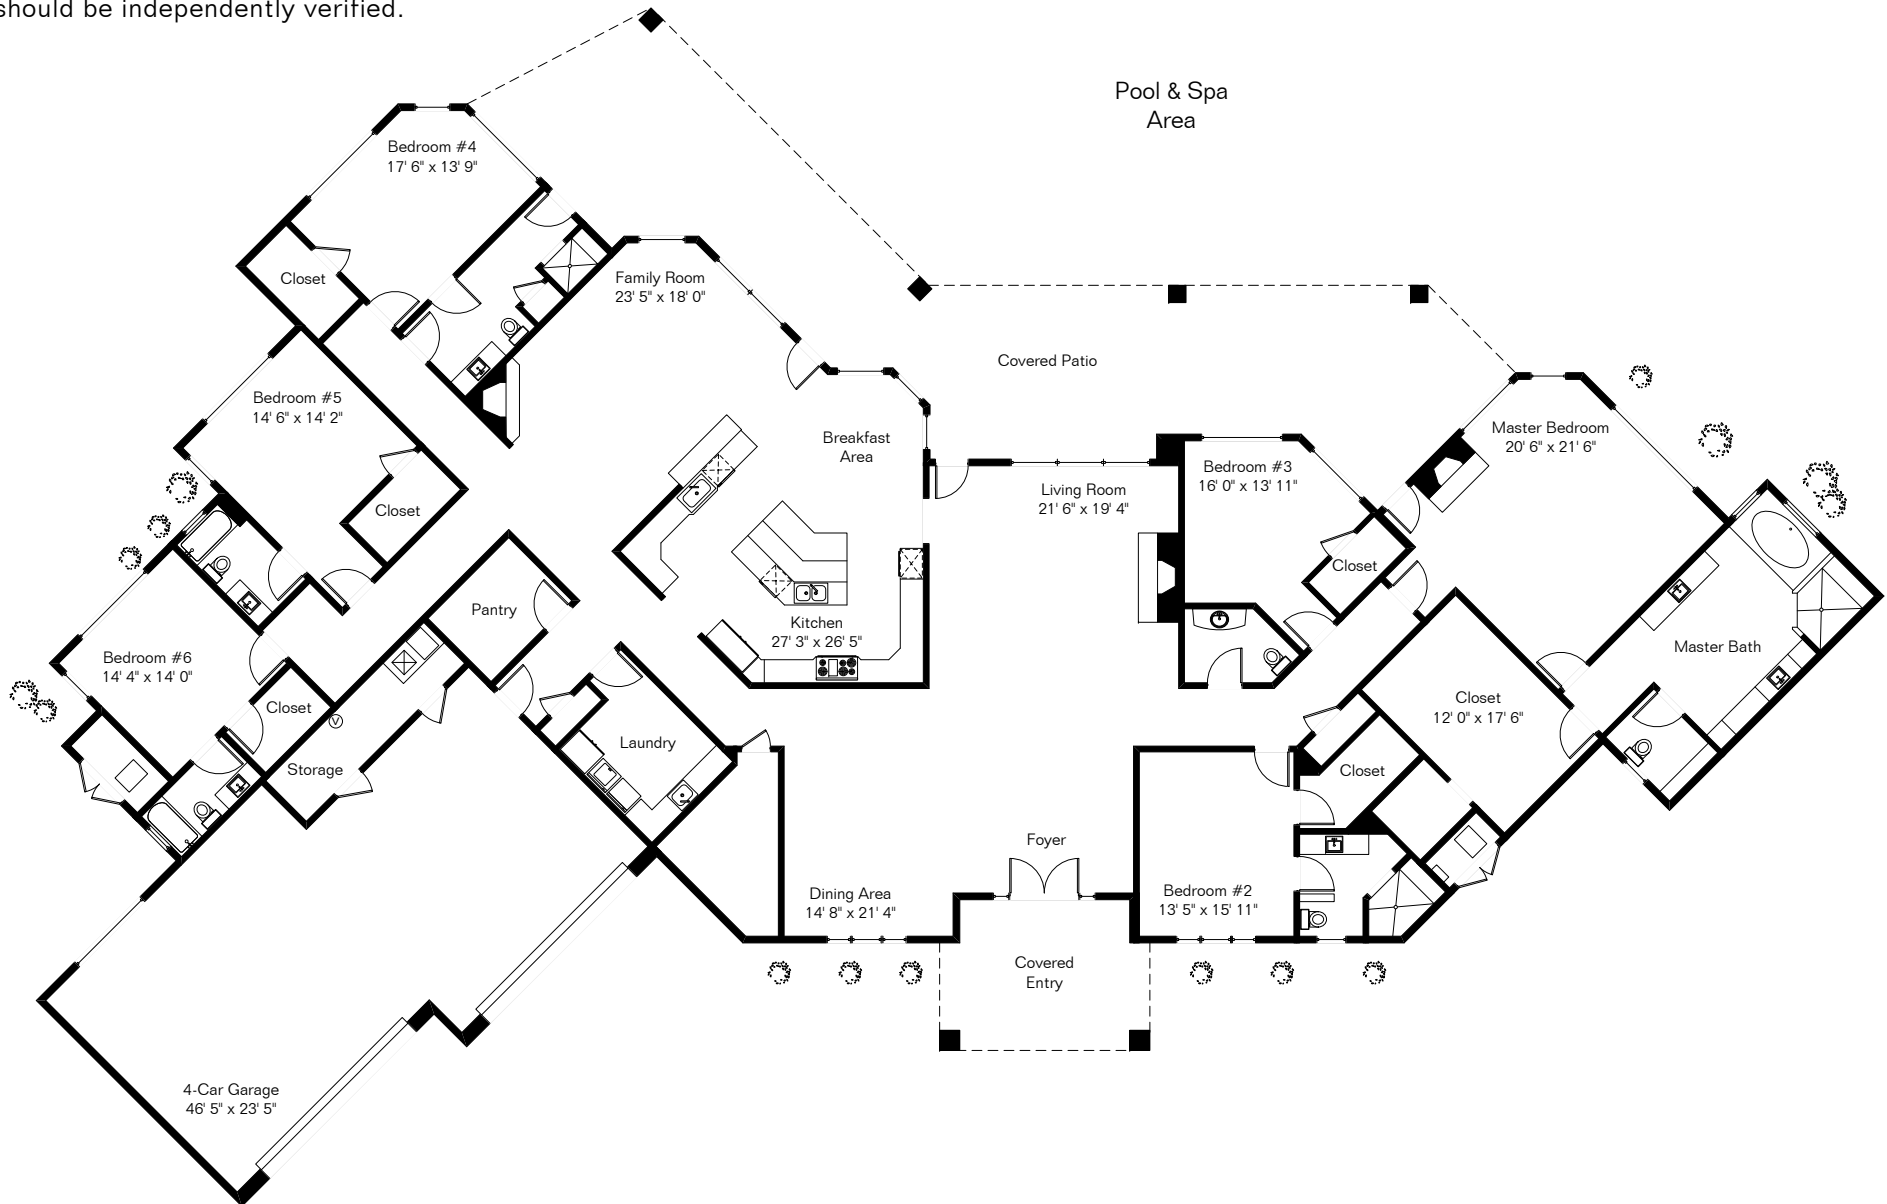 should be independently verified.
Pool & Spa
Area
Bedroom #4
17' 6" x 13' 9"
Closet
Family Room
23' 5" x 18' 0"
Covered Patio
Bedroom #5
14' 6" x 14' 2"
Closet
Breakfast
Area
Living Room
21' 6" x 19' 4"
Bedroom #3
16' 0" x 13' 11"
Closet
Master Bedroom
20' 6" x 21' 6"
Pantry
Kitchen
27' 3" x 26' 5"
Master Bath
Bedroom #6
14' 4" x 14' 0"
Closet
V
Storage
Laundry
Closet
12' 0" x 17' 6"
Closet
Foyer
Dining Area
14' 8" x 21' 4"
Bedroom #2
13' 5" x 15' 11"
Covered
Entry
4-Car Garage
46' 5" x 23' 5"